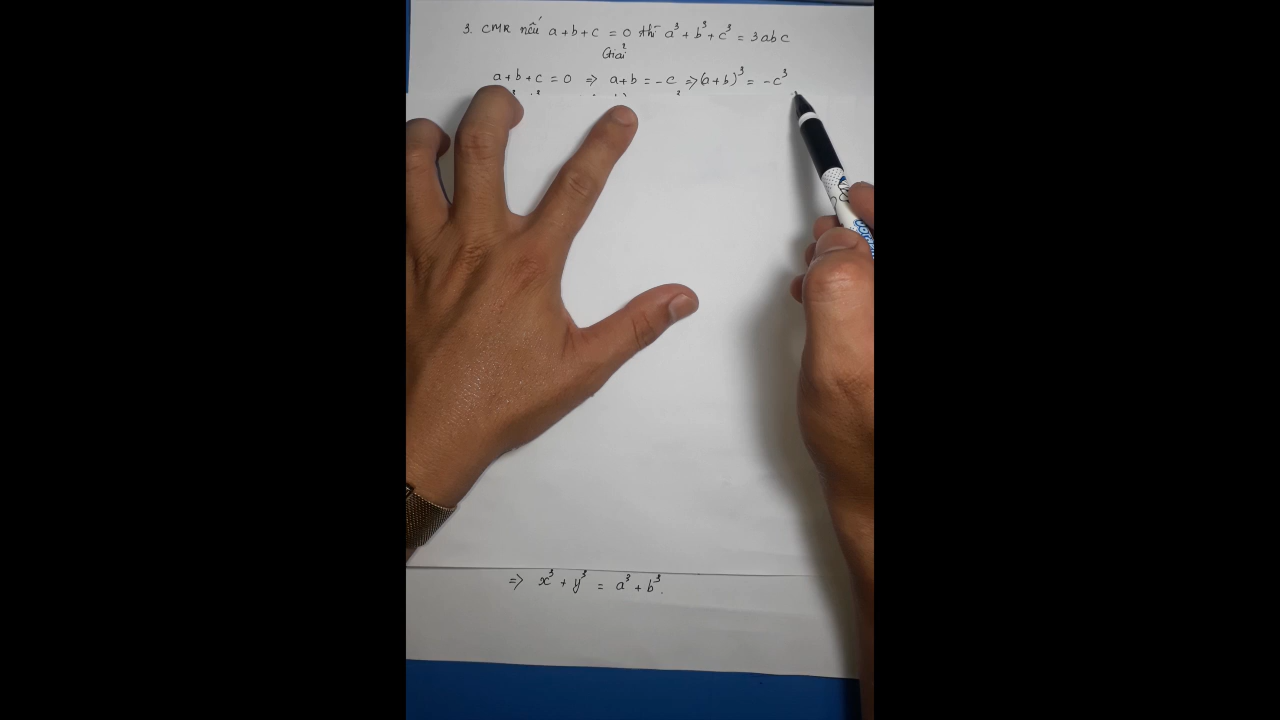 3. CMR nếu a+b+c = 0 thì a³ + b³ + c³ = 3abc
Giải
a+b+c = 0 => a+b = -c => (a+b)³ = -c³
=> x³ + y³ = a³ + b³.